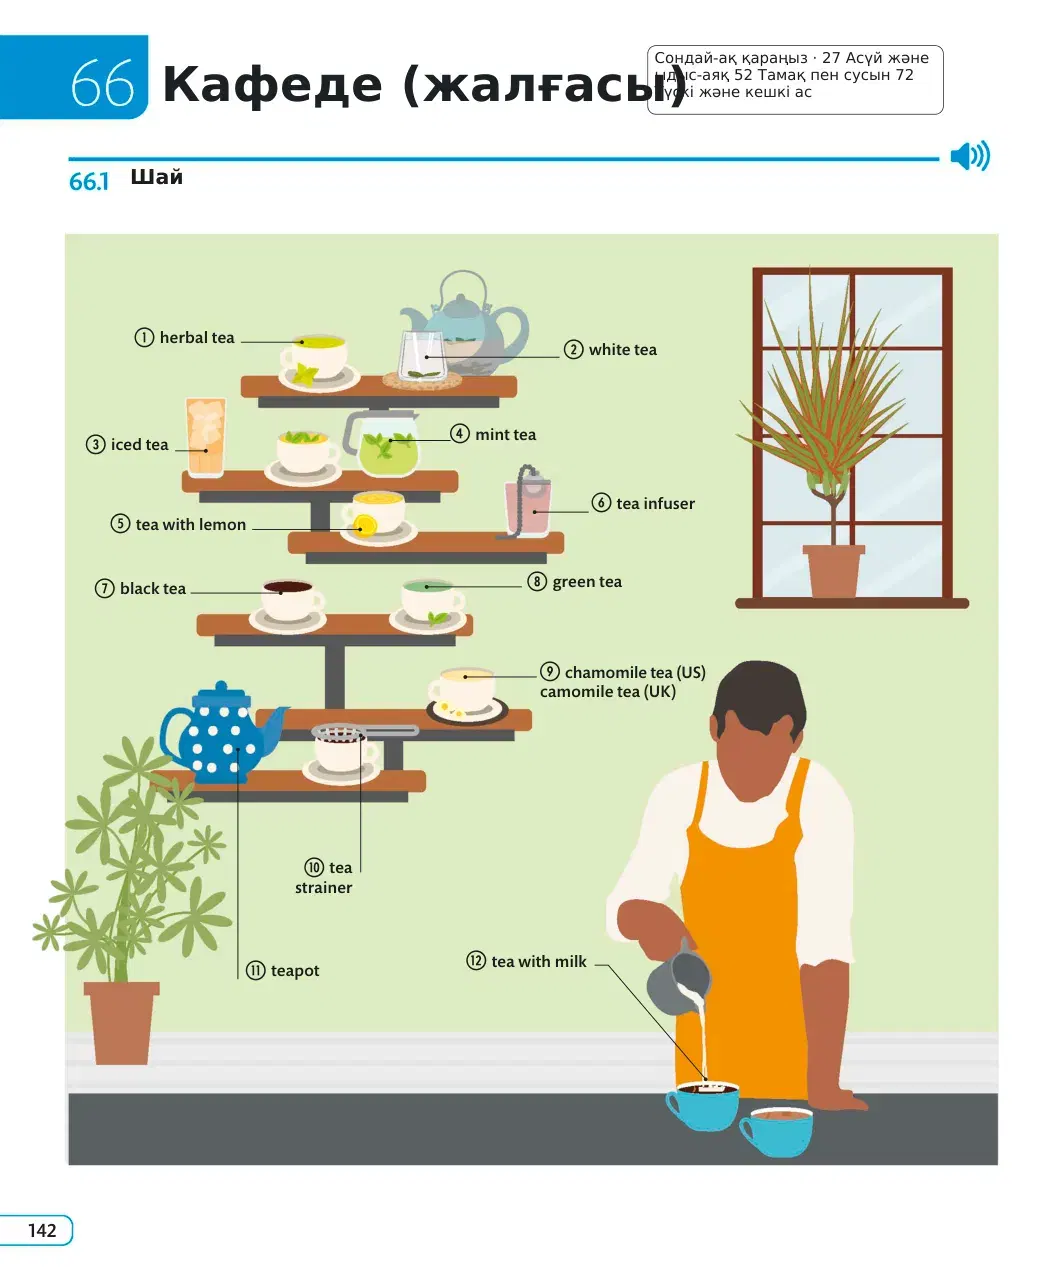 66
Кафеде (жалғасы)
Сондай-ақ қараңыз · 27 Асүй және
ыдыс-аяқ 52 Тамақ пен сусын 72
Түскі және кешкі ас
66.1 Шай
1 herbal tea
2 white tea
3 iced tea
4 mint tea
5 tea with lemon
6 tea infuser
7 black tea
8 green tea
9 chamomile tea (US)
camomile tea (UK)
10 tea
strainer
11 teapot
12 tea with milk
142